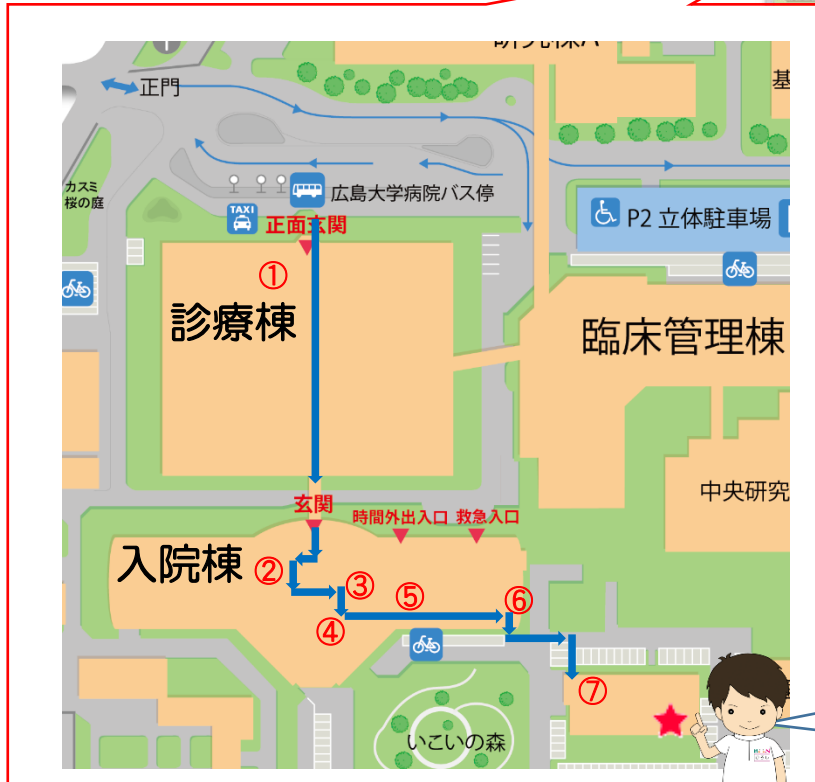 正門
基
カスミ
桜の庭
広島大学病院バス停
TAXI
正面玄関
P2 立体駐車場
①
診療棟
臨床管理棟
中央研究
玄関
時間外出入口
救急入口
入院棟
②
③
⑤
⑥
④
⑦
いこいの森